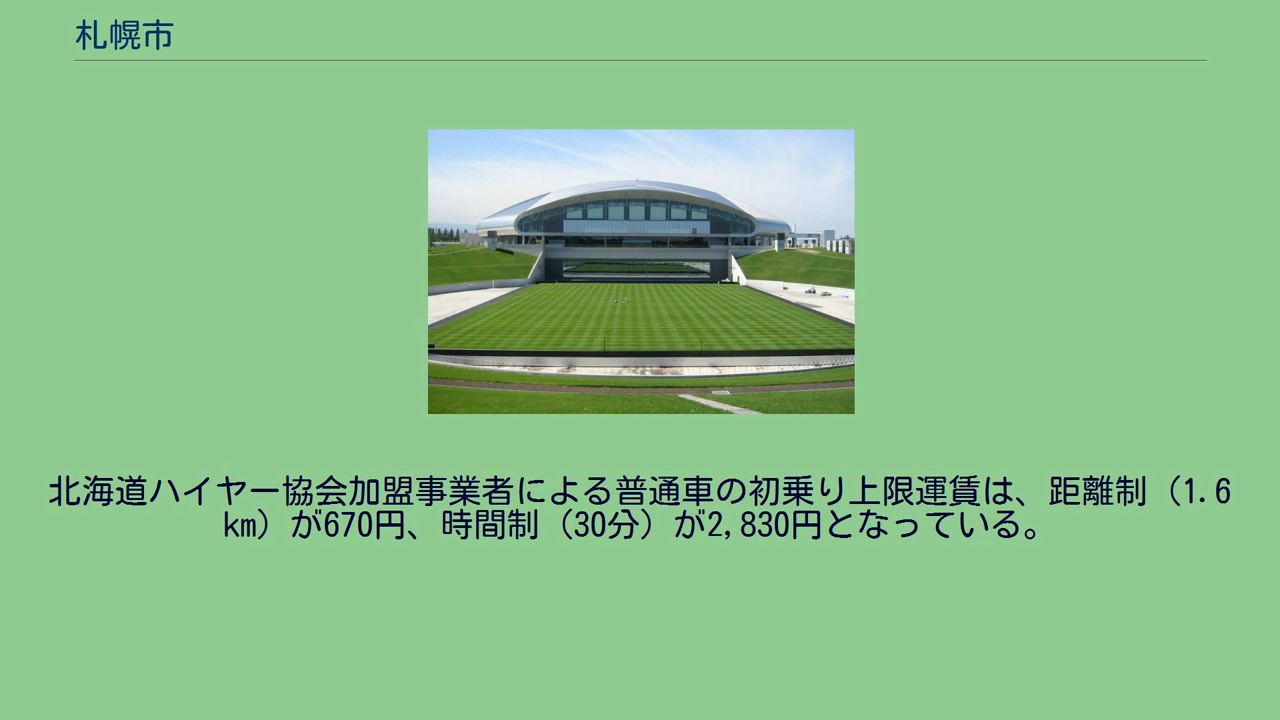 札幌市
北海道ハイヤー協会加盟事業者による普通車の初乗り上限運賃は、距離制（1.6
km）が670円、時間制（30分）が2,830円となっている。